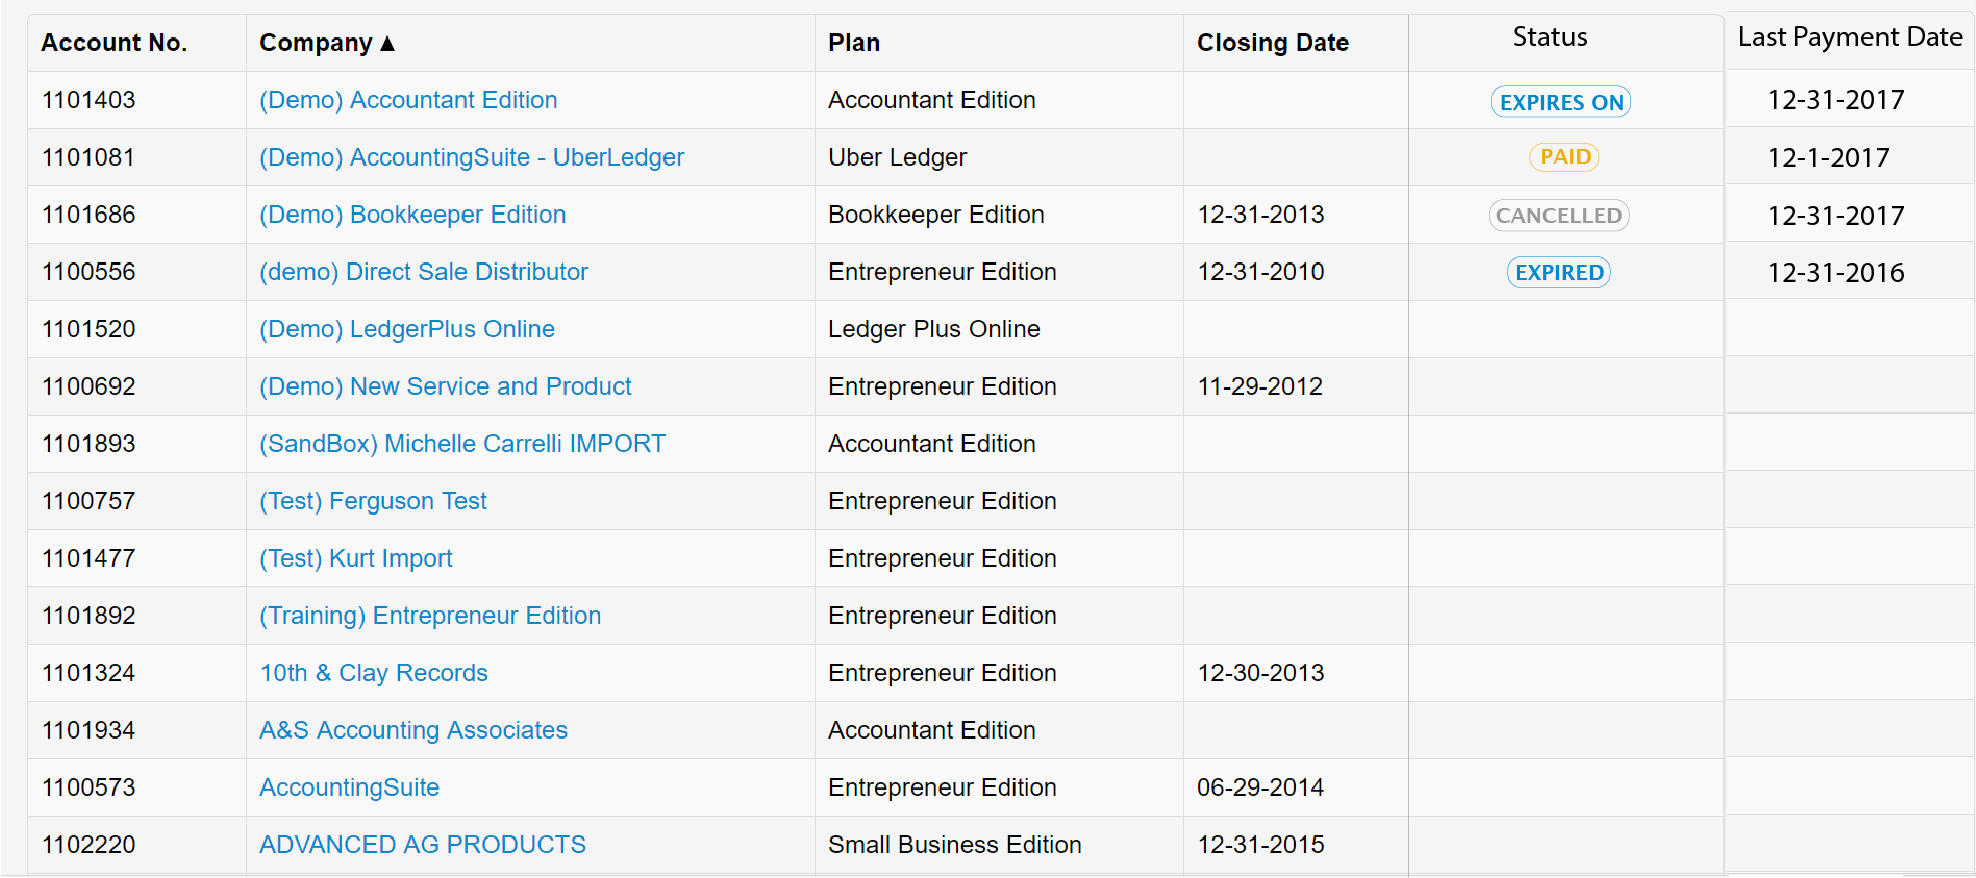 Account No. Company ▲ Plan Closing Date Status Last Payment Date
1101403 (Demo) Accountant Edition Accountant Edition EXPIRES ON 12-31-2017
1101081 (Demo) AccountingSuite - UberLedger Uber Ledger PAID 12-1-2017
1101686 (Demo) Bookkeeper Edition Bookkeeper Edition 12-31-2013 CANCELLED 12-31-2017
1100556 (demo) Direct Sale Distributor Entrepreneur Edition 12-31-2010 EXPIRED 12-31-2016
1101520 (Demo) LedgerPlus Online Ledger Plus Online
1100692 (Demo) New Service and Product Entrepreneur Edition 11-29-2012
1101893 (SandBox) Michelle Carrelli IMPORT Accountant Edition
1100757 (Test) Ferguson Test Entrepreneur Edition
1101477 (Test) Kurt Import Entrepreneur Edition
1101892 (Training) Entrepreneur Edition Entrepreneur Edition
1101324 10th & Clay Records Entrepreneur Edition 12-30-2013
1101934 A&S Accounting Associates Accountant Edition
1100573 AccountingSuite Entrepreneur Edition 06-29-2014
1102220 ADVANCED AG PRODUCTS Small Business Edition 12-31-2015